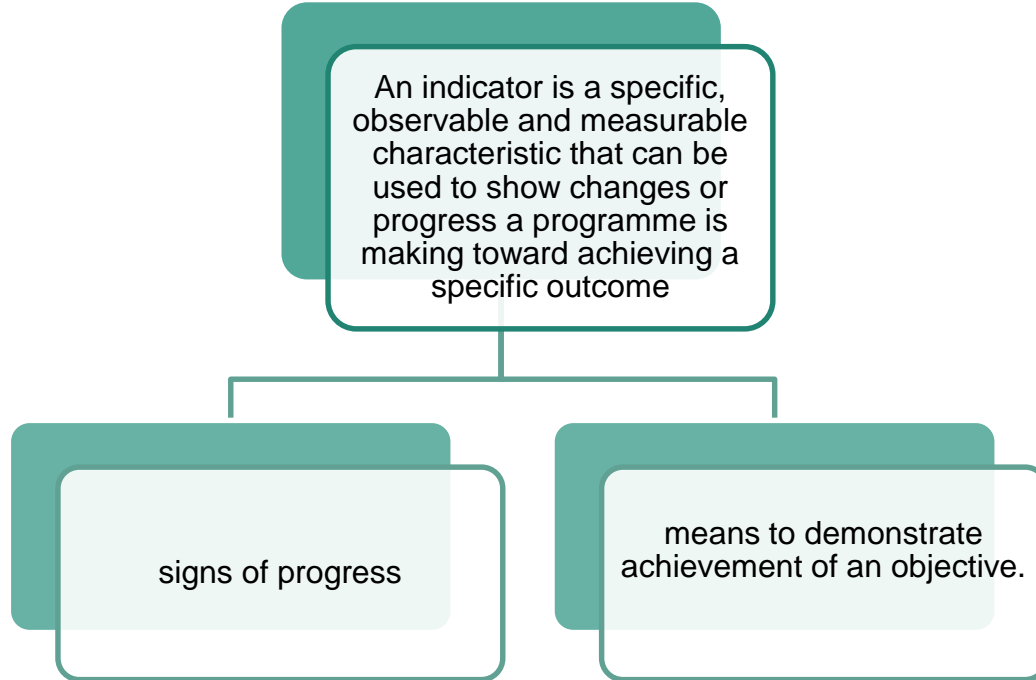 An indicator is a specific,
observable and measurable
characteristic that can be
used to show changes or
progress a programme is
making toward achieving a
specific outcome
signs of progress
means to demonstrate
achievement of an objective.